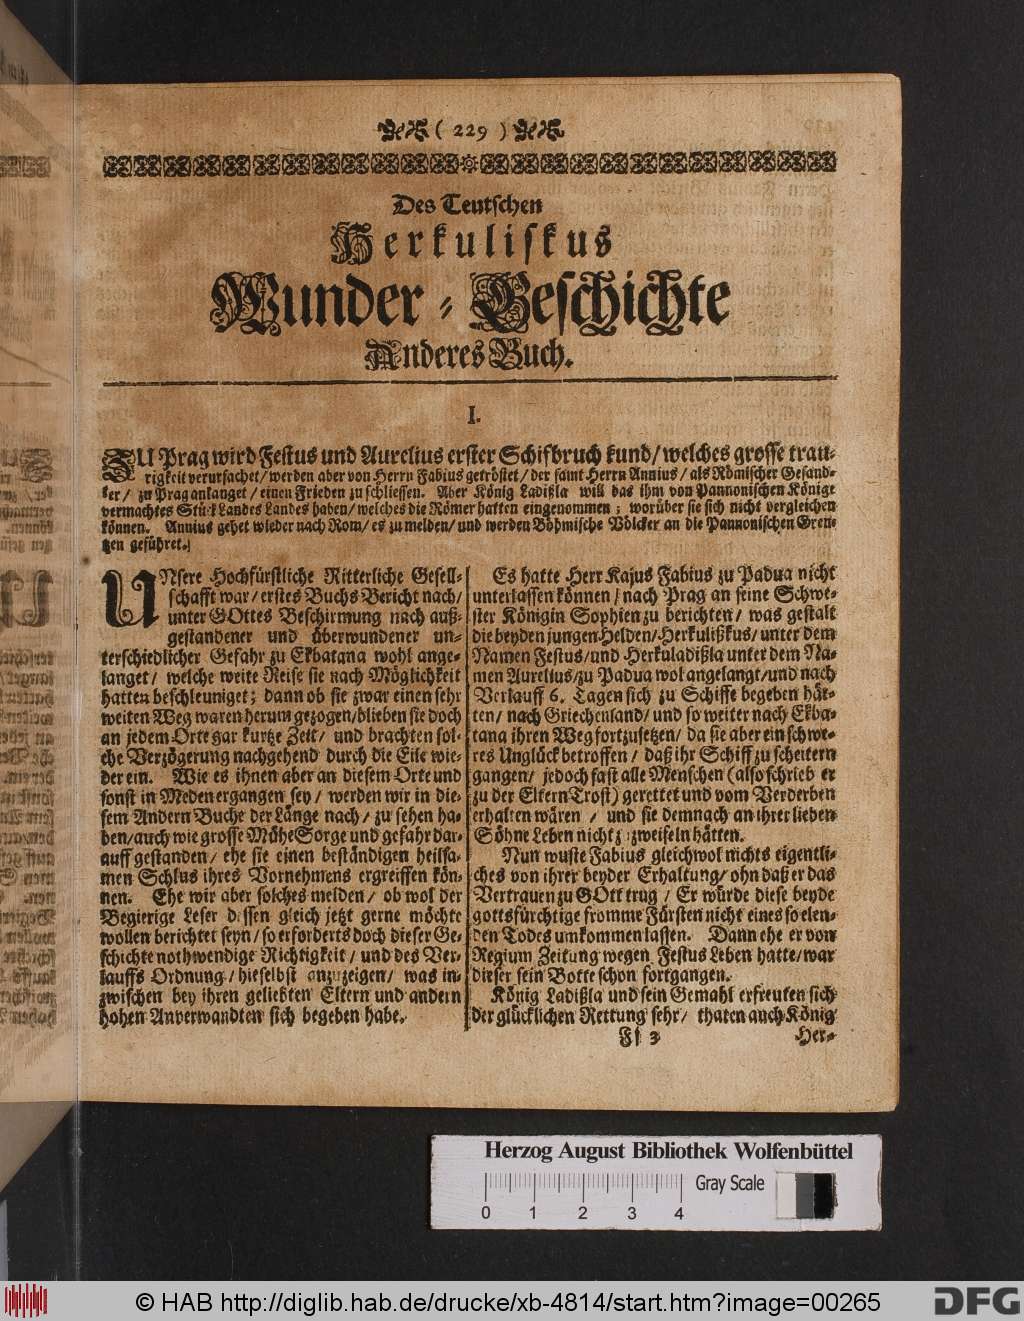 ( 229 )
Des Teutschen
Herkuliskus
Wunder-Geschichte
Anderes Buch.
I.
ZU Prag wird Festus und Aurelius erster Schifbruch kund/ welches grosse trau-
rigkeit verursachet/ werden aber von Herrn Fabius getröstet/ der samt Herrn Annius/ als Römischer Gesand-
ter/ zu Prag anlanget/ einen Frieden zu schliessen. Aber König Ladißla will das ihm von Pannonischen Könige
vermachtes Stük Landes Landes haben/ welches die Römer hatten eingenommen; worüber sie sich nicht vergleichen
können. Annius gehet wieder nach Rom/ es zu melden/ und werden Böhmische Völcker an die Pannonischen Gren-
tzen geführet.
UNsere Hochfürstliche Ritterliche Gesell-
schafft war/ erstes Buchs Bericht nach/
unter GOttes Beschirmung nach auß-
gestandener und überwundener un-
terschiedlicher Gefahr zu Ekbatana wohl ange-
langet/ welche weite Reise sie nach Möglichkeit
hatten beschleuniget; dann ob sie zwar einen sehr
weiten Weg waren herum gezogen/ blieben sie doch
an jedem Orte gar kurtze Zeit/ und brachten sol-
che Verzögerung nachgehend durch die Eile wie-
der ein. Wie es ihnen aber an diesem Orte und
sonst in Meden ergangen sey/ werden wir in die-
sem Andern Buche der Länge nach/ zu sehen ha-
ben/ auch wie grosse Mühe Sorge und gefahr dar-
auff gestanden/ ehe sie einen beständigen heilsa-
men Schlus ihres Vornehmens ergreiffen kön-
nen. Ehe wir aber solches melden/ ob wol der
Begierige Leser dessen gleich jetzt gerne möchte
wollen berichtet seyn/ so erforderts doch dieser Ge-
schichte nothwendige Richtigkeit/ und des Ver-
lauffs Ordnung/ hieselbst anzuzeigen/ was in-
zwischen bey ihren geliebten Eltern und andern
hohen Anverwandten sich begeben habe.
Es hatte Herr Kajus Fabius zu Padua nicht
unterlassen können/ nach Prag an seine Schwe-
ster Königin Sophien zu berichten/ was gestalt
die beyden jungen Helden/ Herkulißkus/ unter dem
Namen Festus/ und Herkuladißla unter dem Na-
men Aurelius/ zu Padua wol angelangt/ und nach
Verlauff 6. Tagen sich zu Schiffe begeben hät-
ten/ nach Griechenland/ und so weiter nach Ekba-
tana ihren Weg fortzusetzen/ da sie aber ein schwe-
res Unglück betroffen/ daß ihr Schiff zu scheitern
gangen/ jedoch fast alle Menschen (also schrieb er
zu der Eltern Trost) gerettet und vom Verderben
erhalten wären/ und sie demnach an ihrer lieben
Söhne Leben nicht zuzweifeln hätten.
Nun wuste Fabius gleichwol nichts eigentli-
ches von ihrer beyder Erhaltung/ ohn daß er das
Vertrauen zu GOtt trug/ Er würde diese beyde
gottsfürchtige fromme Fürsten nicht eines so elen-
den Todes umkommen lassen. Dann ehe er von
Regium Zeitung wegen Festus Leben hatte/ war
dieser sein Botte schon fortgangen.
König Ladißla und sein Gemahl erfreuten sich
der glücklichen Rettung sehr/ thaten auch König
Ff 3 Her-
Herzog August Bibliothek Wolfenbüttel
Gray Scale
0 1 2 3 4
© HAB http://diglib.hab.de/drucke/xb-4814/start.htm?image=00265
DFG